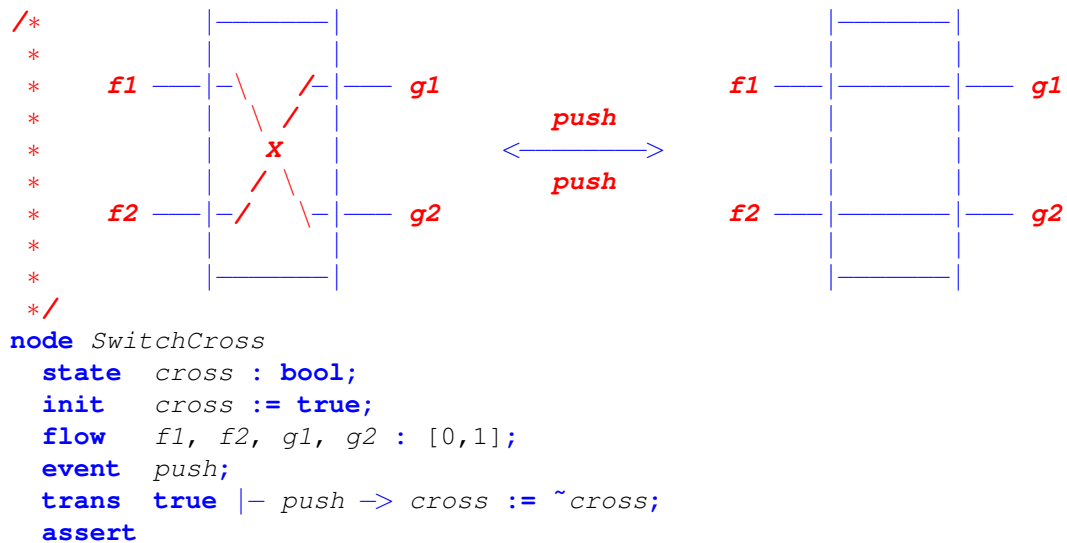 /*              |———————|                               |———————|
 *              |       |                               |       |
 *      f1 ———|—\     /—|——— g1                  f1 ———|———————|——— g1
 *              |  \ /  |              push             |       |
 *              |   X   |           <————————>          |       |
 *              |  / \  |              push             |       |
 *      f2 ———|—/     \—|——— g2                  f2 ———|———————|——— g2
 *              |       |                               |       |
 *              |———————|                               |———————|
 */
node SwitchCross
  state  cross : bool;
  init   cross := true;
  flow   f1, f2, g1, g2 : [0,1];
  event  push;
  trans  true |— push —> cross := ~cross;
  assert